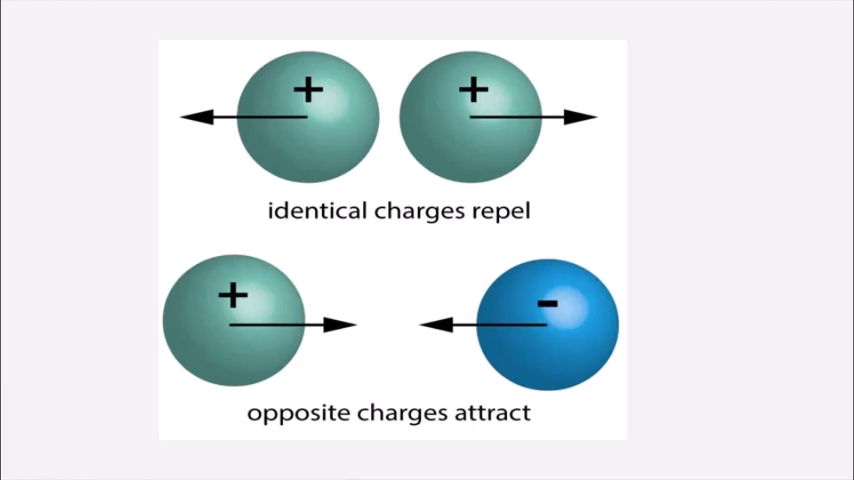 + +
identical charges repel
+ -
opposite charges attract